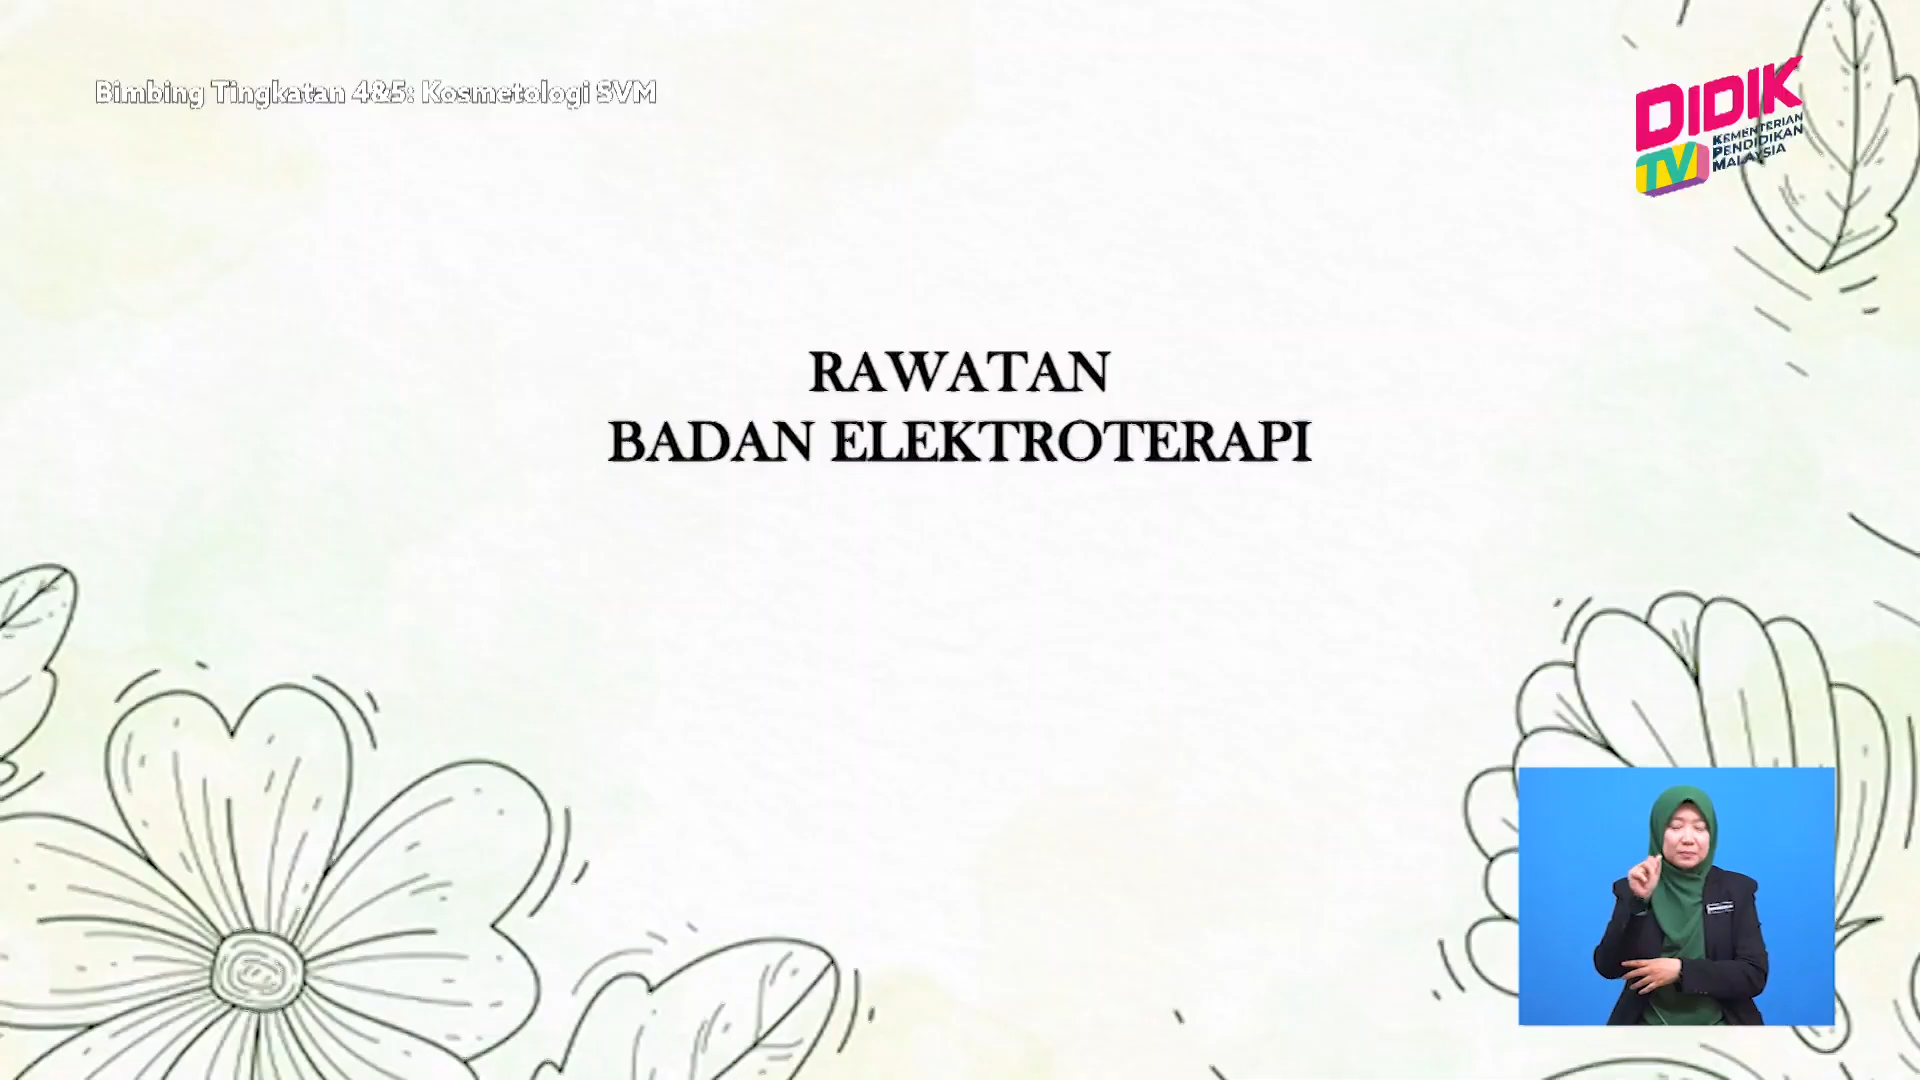 Bimbing Tingkatan 4&5: Kosmetologi SVM
DIDIK
TV
KEMENTERIAN
PENDIDIKAN
MALAYSIA
RAWATAN
BADAN ELEKTROTERAPI